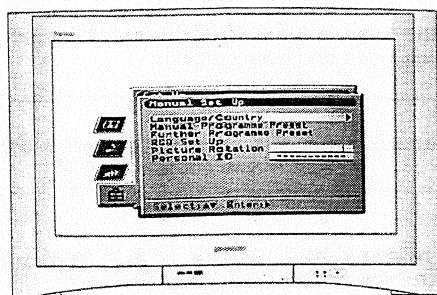 Manual Set Up
Language/Country
Manual Programme Preset
Further Programme Preset
RGB Set Up
Picture Rotation
Personal ID
Select:▲▼ Enter:▶